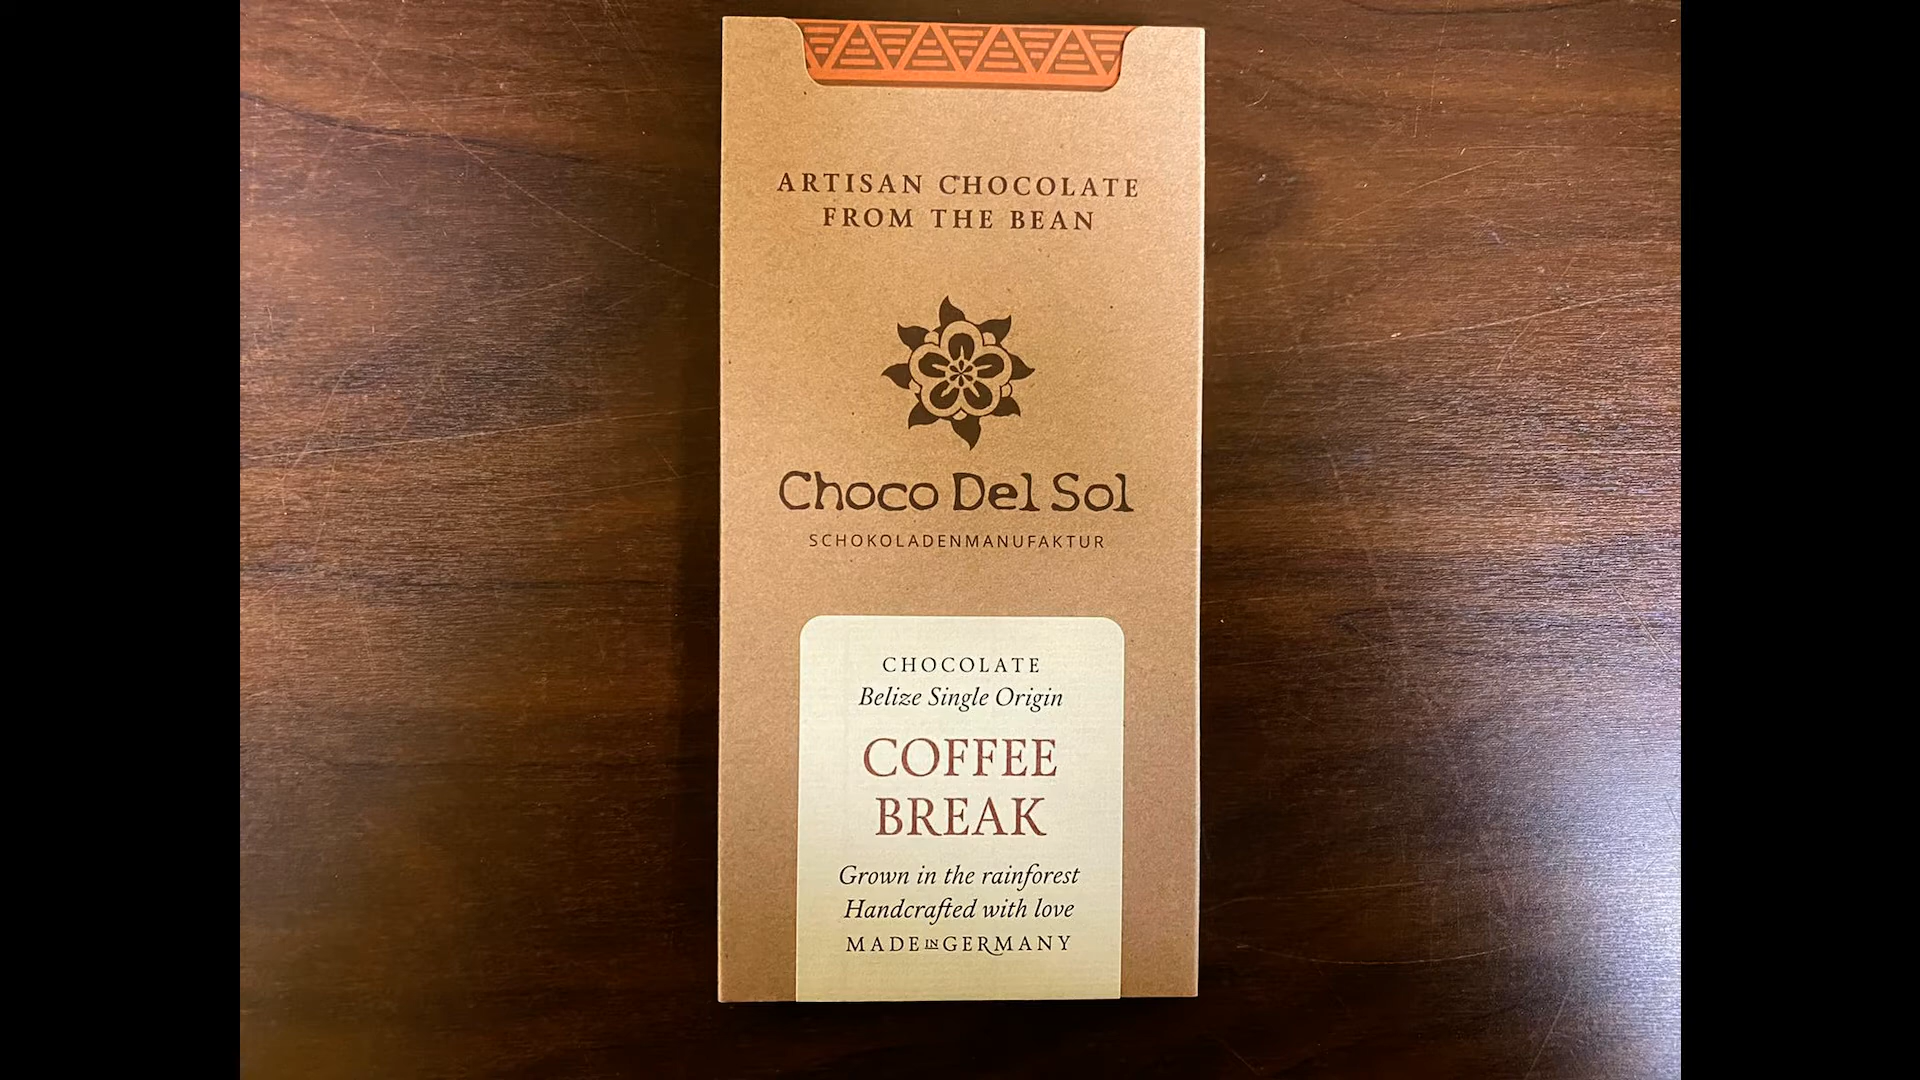 ARTISAN CHOCOLATE
FROM THE BEAN
Choco Del Sol
SCHOKOLADENMANUFAKTUR
CHOCOLATE
Belize Single Origin
COFFEE
BREAK
Grown in the rainforest
Handcrafted with love
MADE IN GERMANY